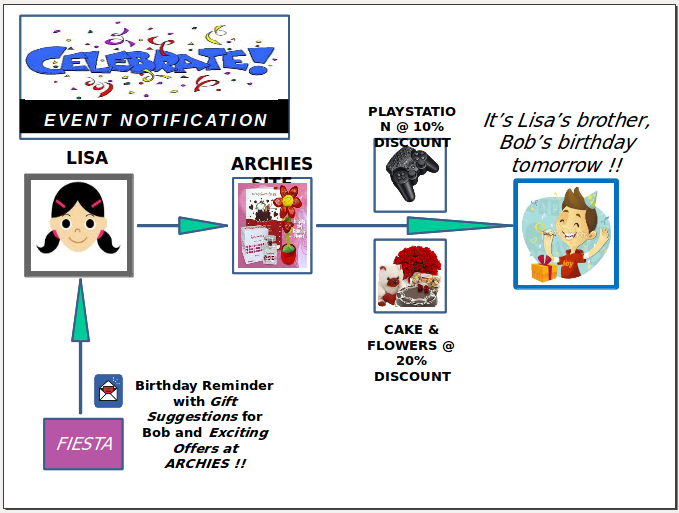 CELEBRATE!
EVENT NOTIFICATION
LISA
ARCHIES
SITE
PLAYSTATIO
N @ 10%
DISCOUNT
It's Lisa's brother,
Bob's birthday
tomorrow !!
CAKE &
FLOWERS @
20%
DISCOUNT
Birthday Reminder
with Gift
Suggestions for
Bob and Exciting
Offers at
ARCHIES !!
FIESTA